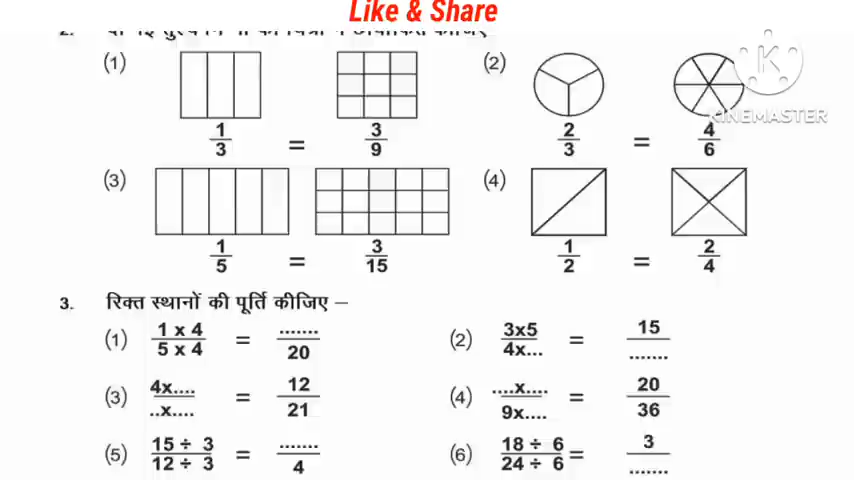 Like & Share
2.
KINEMASTER
(1) 1/3 = 3/9 (2) 2/3 = 4/6
(3) 1/5 = 3/15 (4) 1/2 = 2/4
3. रिक्त स्थानों की पूर्ति कीजिए –
(1) 1 x 4 / 5 x 4 = ....... / 20 (2) 3x5 / 4x... = 15 / .......
(3) 4x.... / ..x.... = 12 / 21 (4) ....x.... / 9x.... = 20 / 36
(5) 15 ÷ 3 / 12 ÷ 3 = ....... / 4 (6) 18 ÷ 6 / 24 ÷ 6 = 3 / .......